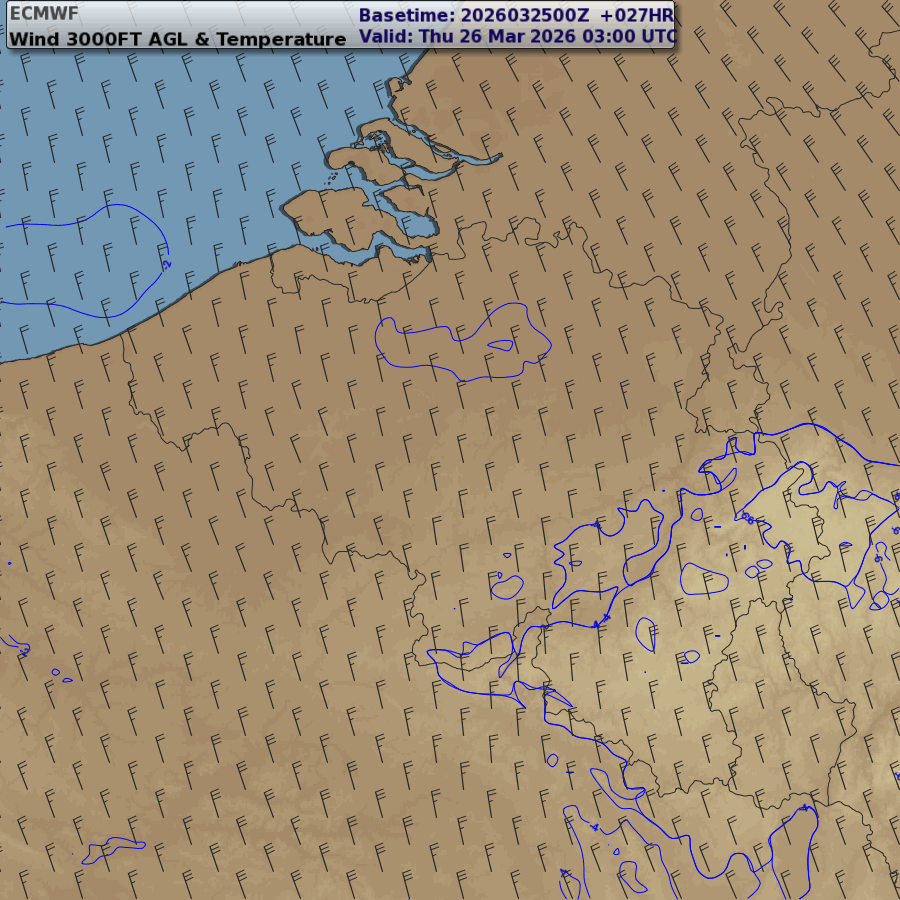 ECMWF
Basetime: 2026032500Z +027HR
Wind 3000FT AGL & Temperature
Valid: Thu 26 Mar 2026 03:00 UTC